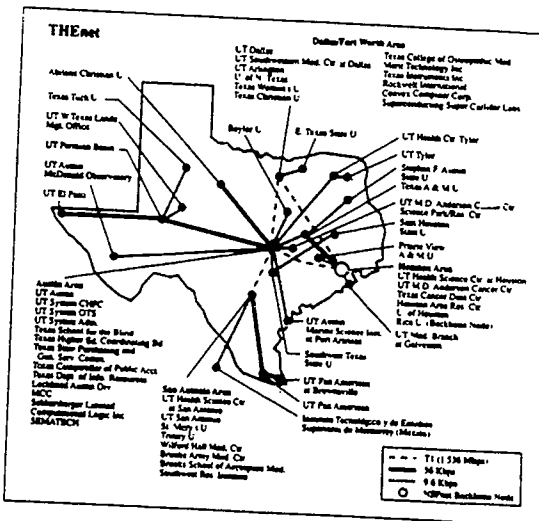 THEnet
Dallas/Fort Worth Area
UT Dallas
UT Southwestern Med. Ctr at Dallas
UT Arlington
U of N Texas
Texas Woman's U
Texas Christian U
Texas College of Osteopathic Med
Texas Instruments Inc
Rockwell International
Convex Computer Corp.
Superconducting Super Collider Labs
Abilene Christian U
Texas Tech U
UT W Texas Lands
Mgt. Office
UT Permian Basin
UT Austin
McDonald Observatory
UT El Paso
Baylor U
E. Texas State U
UT Health Ctr Tyler
UT Tyler
Stephen F Austin
State U
Texas A & M U
UT M.D. Anderson Cancer Ctr
Science Park/Res Ctr
Sam Houston
State U
Prairie View
A & M U
Houston Area
UT Health Science Ctr at Houston
UT M.D. Anderson Cancer Ctr
Texas Cancer Data Ctr
Houston Area Res Ctr
U of Houston
Rice U (Backbone Node)
UT Med. Branch
at Galveston
Austin Area
UT Austin
UT System CHPC
UT System OTS
UT System Adm.
Texas School for the Blind
Texas Higher Ed. Coordinating Bd
Texas State Purchasing and
Gen. Serv. Comm.
Texas Comptroller of Public Acct
Texas Dept of Info. Resources
Lockheed Austin Div
MCC
Schlumberger
Computational Logic Inc
SEMATECH
San Antonio Area
UT Health Science Ctr
at San Antonio
UT San Antonio
St. Mary's U
Trinity U
Wilford Hall Med. Ctr
Brooke Army Med Ctr
Brooks School of Aerospace Med.
Southwest Res Institute
UT Austin
Marine Science Inst.
at Port Aransas
Southwest Texas
State U
UT Pan American
at Brownsville
UT Pan American
Instituto Tecnológico y de Estudios
Superiores de Monterrey (Mexico)
T1 (1.536 Mbps)
56 Kbps
9.6 Kbps
NSFnet Backbone Node